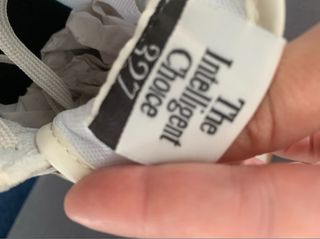 The
Intelligent
Choice
327